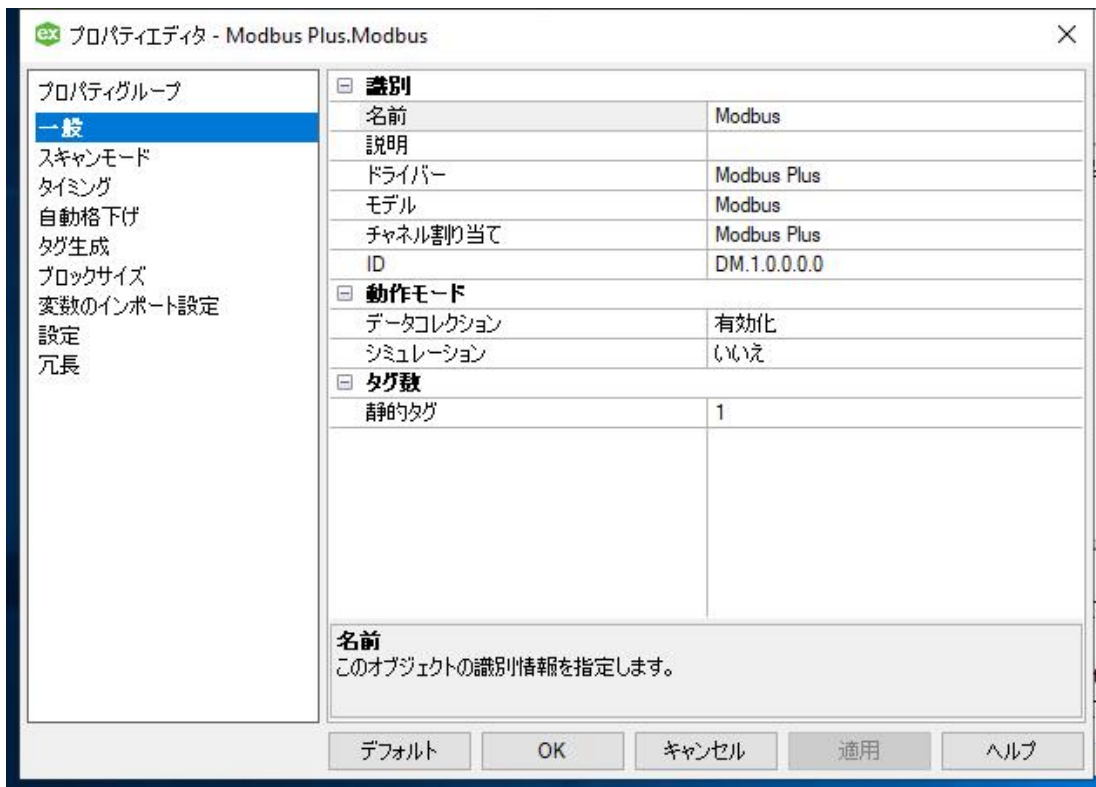 ex プロパティエディタ - Modbus Plus.Modbus
プロパティグループ
一般
スキャンモード
タイミング
自動格下げ
タグ生成
ブロックサイズ
変数のインポート設定
設定
冗長
識別
名前 Modbus
説明
ドライバー Modbus Plus
モデル Modbus
チャネル割り当て Modbus Plus
ID DM.1.0.0.0.0
動作モード
データコレクション 有効化
シミュレーション いいえ
タグ数
静的タグ 1
名前
このオブジェクトの識別情報を指定します。
デフォルト OK キャンセル 適用 ヘルプ